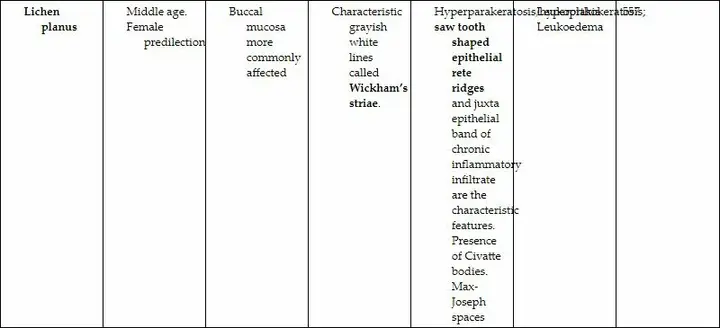 Lichen
planus
Middle age.
Female
predilection
Buccal
mucosa
more
commonly
affected
Characteristic
grayish
white
lines
called
Wickham's
striae.
Hyperparakeratosis
saw tooth
shaped
epithelial
rete
ridges
and juxta
epithelial
band of
chronic
inflammatory
infiltrate
are the
characteristic
features.
Presence
of Civatte
bodies.
Max-
Joseph
spaces
Leukoedema